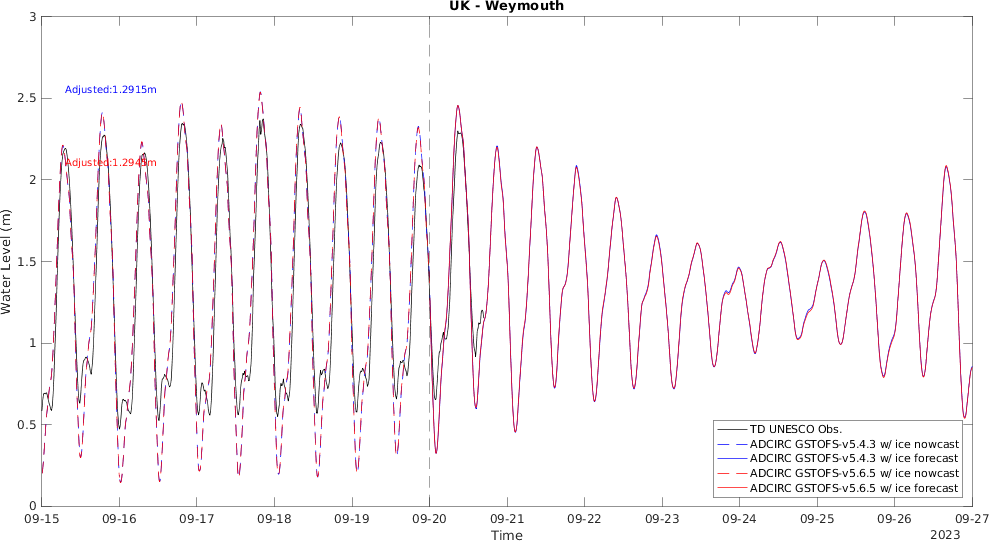 UK - Weymouth
3
2.5
2
1.5
1
0.5
0
Water Level (m)
Adjusted:1.2915m
Adjusted:1.2945m
TD UNESCO Obs.
ADCIRC GSTOFS-v5.4.3 w/ ice nowcast
ADCIRC GSTOFS-v5.4.3 w/ ice forecast
ADCIRC GSTOFS-v5.6.5 w/ ice nowcast
ADCIRC GSTOFS-v5.6.5 w/ ice forecast
09-15 09-16 09-17 09-18 09-19 09-20 09-21 09-22 09-23 09-24 09-25 09-26 09-27
Time
2023